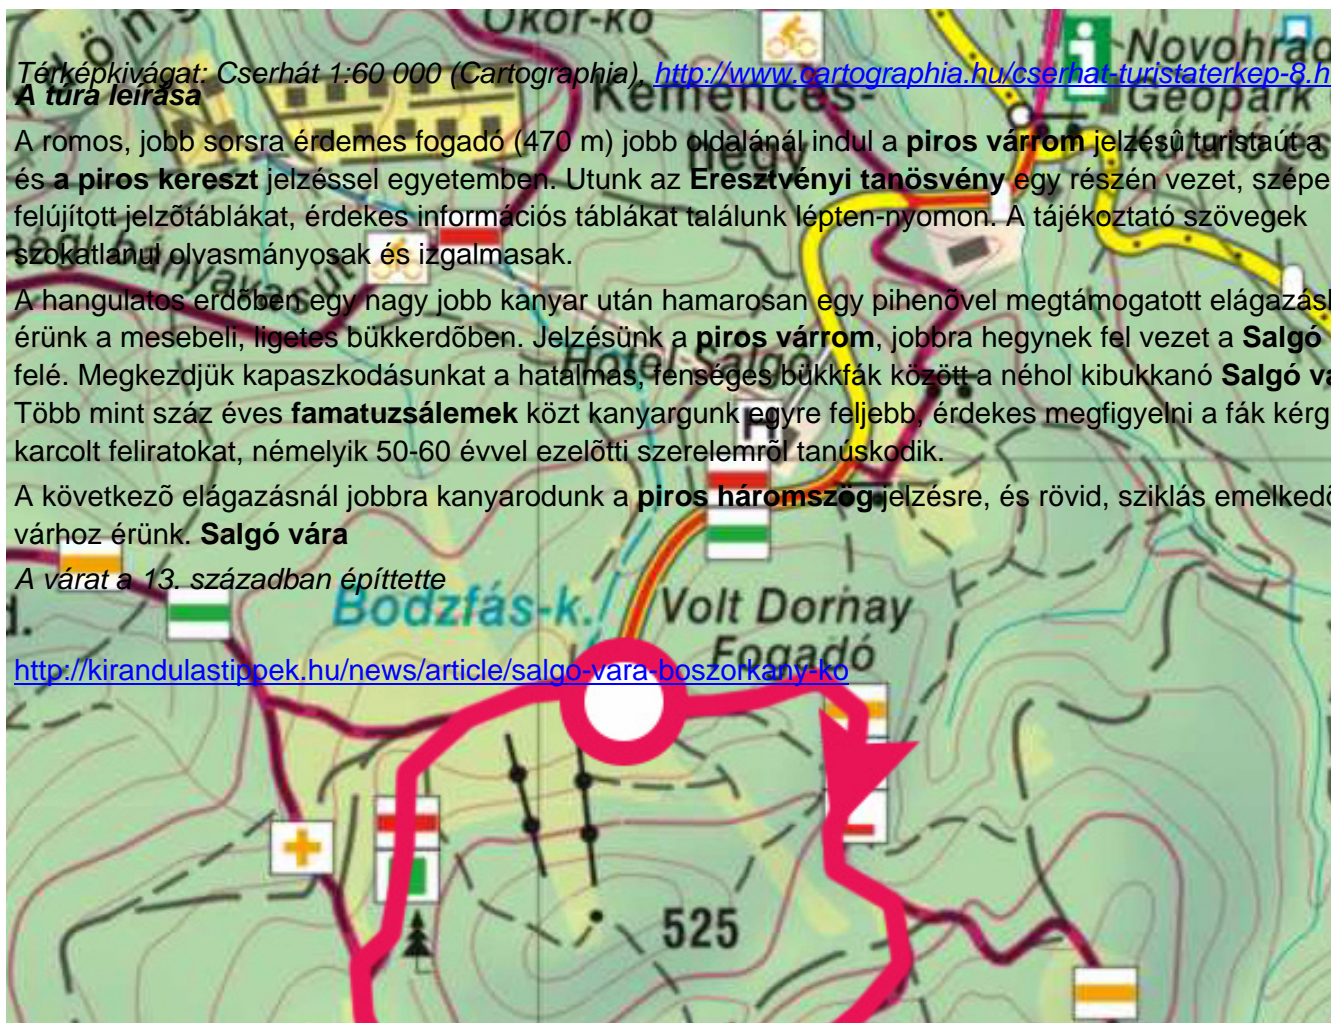 Ökör-kő
Novohrad
Térképkivágat: Cserhát 1:60 000 (Cartographia), http://www.cartographia.hu/cserhat-turistaterkep-8.h
A túra leírása
Kemences-
hegy
Geopark
A romos, jobb sorsra érdemes fogadó (470 m) jobb oldalánál indul a piros várrom jelzésû turistaút a
és a piros kereszt jelzéssel egyetemben. Utunk az Eresztvényi tanösvény egy részén vezet, szépe
felújított jelzõtáblákat, érdekes információs táblákat találunk lépten-nyomon. A tájékoztató szövegek
szokatlanul olvasmányosak és izgalmasak.
A hangulatos erdõben egy nagy jobb kanyar után hamarosan egy pihenõvel megtámogatott elágazás
érünk a mesebeli, ligetes bükkerdõben. Jelzésünk a piros várrom, jobbra hegynek fel vezet a Salgó
Hotel Salgó
felé. Megkezdjük kapaszkodásunkat a hatalmas, fenséges bükkfák között a néhol kibukkanó Salgó vá
Több mint száz éves famatuzsálemek közt kanyargunk egyre feljebb, érdekes megfigyelni a fák kérg
karcolt feliratokat, némelyik 50-60 évvel ezelõtti szerelemrõl tanúskodik.
A következõ elágazásnál jobbra kanyarodunk a piros háromszög jelzésre, és rövid, sziklás emelkedõ
várhoz érünk. Salgó vára
A várat a 13. században építtette
Bodzfás-k.
Volt Dornay
Fogadó
http://kirandulastippek.hu/news/article/salgo-vara-boszorkany-ko
525